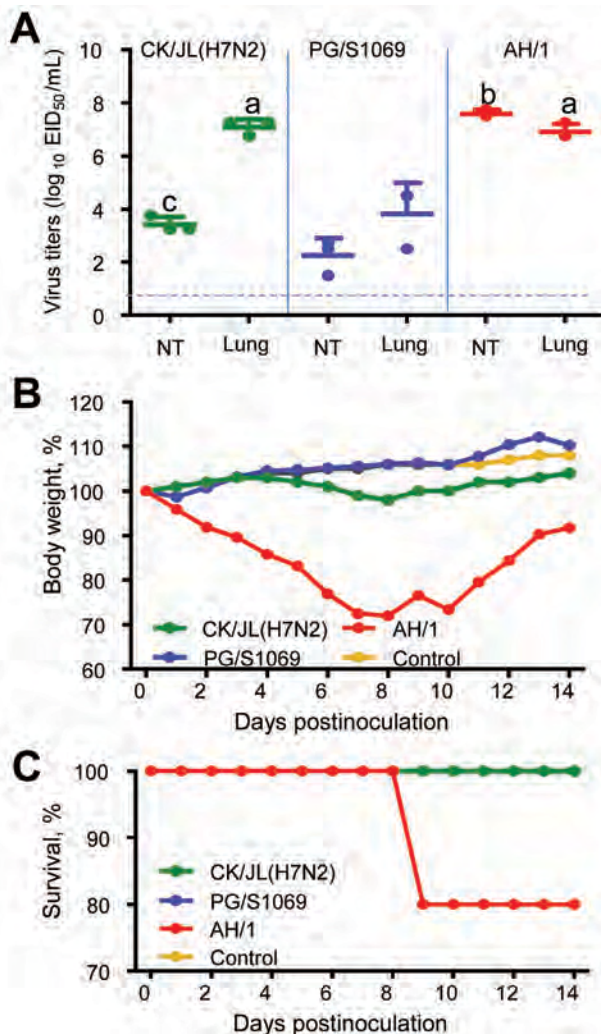 A
CK/JL(H7N2) PG/S1069 AH/1
Virus titers (log 10 EID50/mL)
10
8
6
4
2
0
a
c
b
a
NT Lung NT Lung NT Lung
B
Body weight, %
120
110
100
90
80
70
60
CK/JL(H7N2) AH/1
PG/S1069 Control
0 2 4 6 8 10 12 14
Days postinoculation
C
Survival, %
100
90
80
70
CK/JL(H7N2)
PG/S1069
AH/1
Control
0 2 4 6 8 10 12 14
Days postinoculation